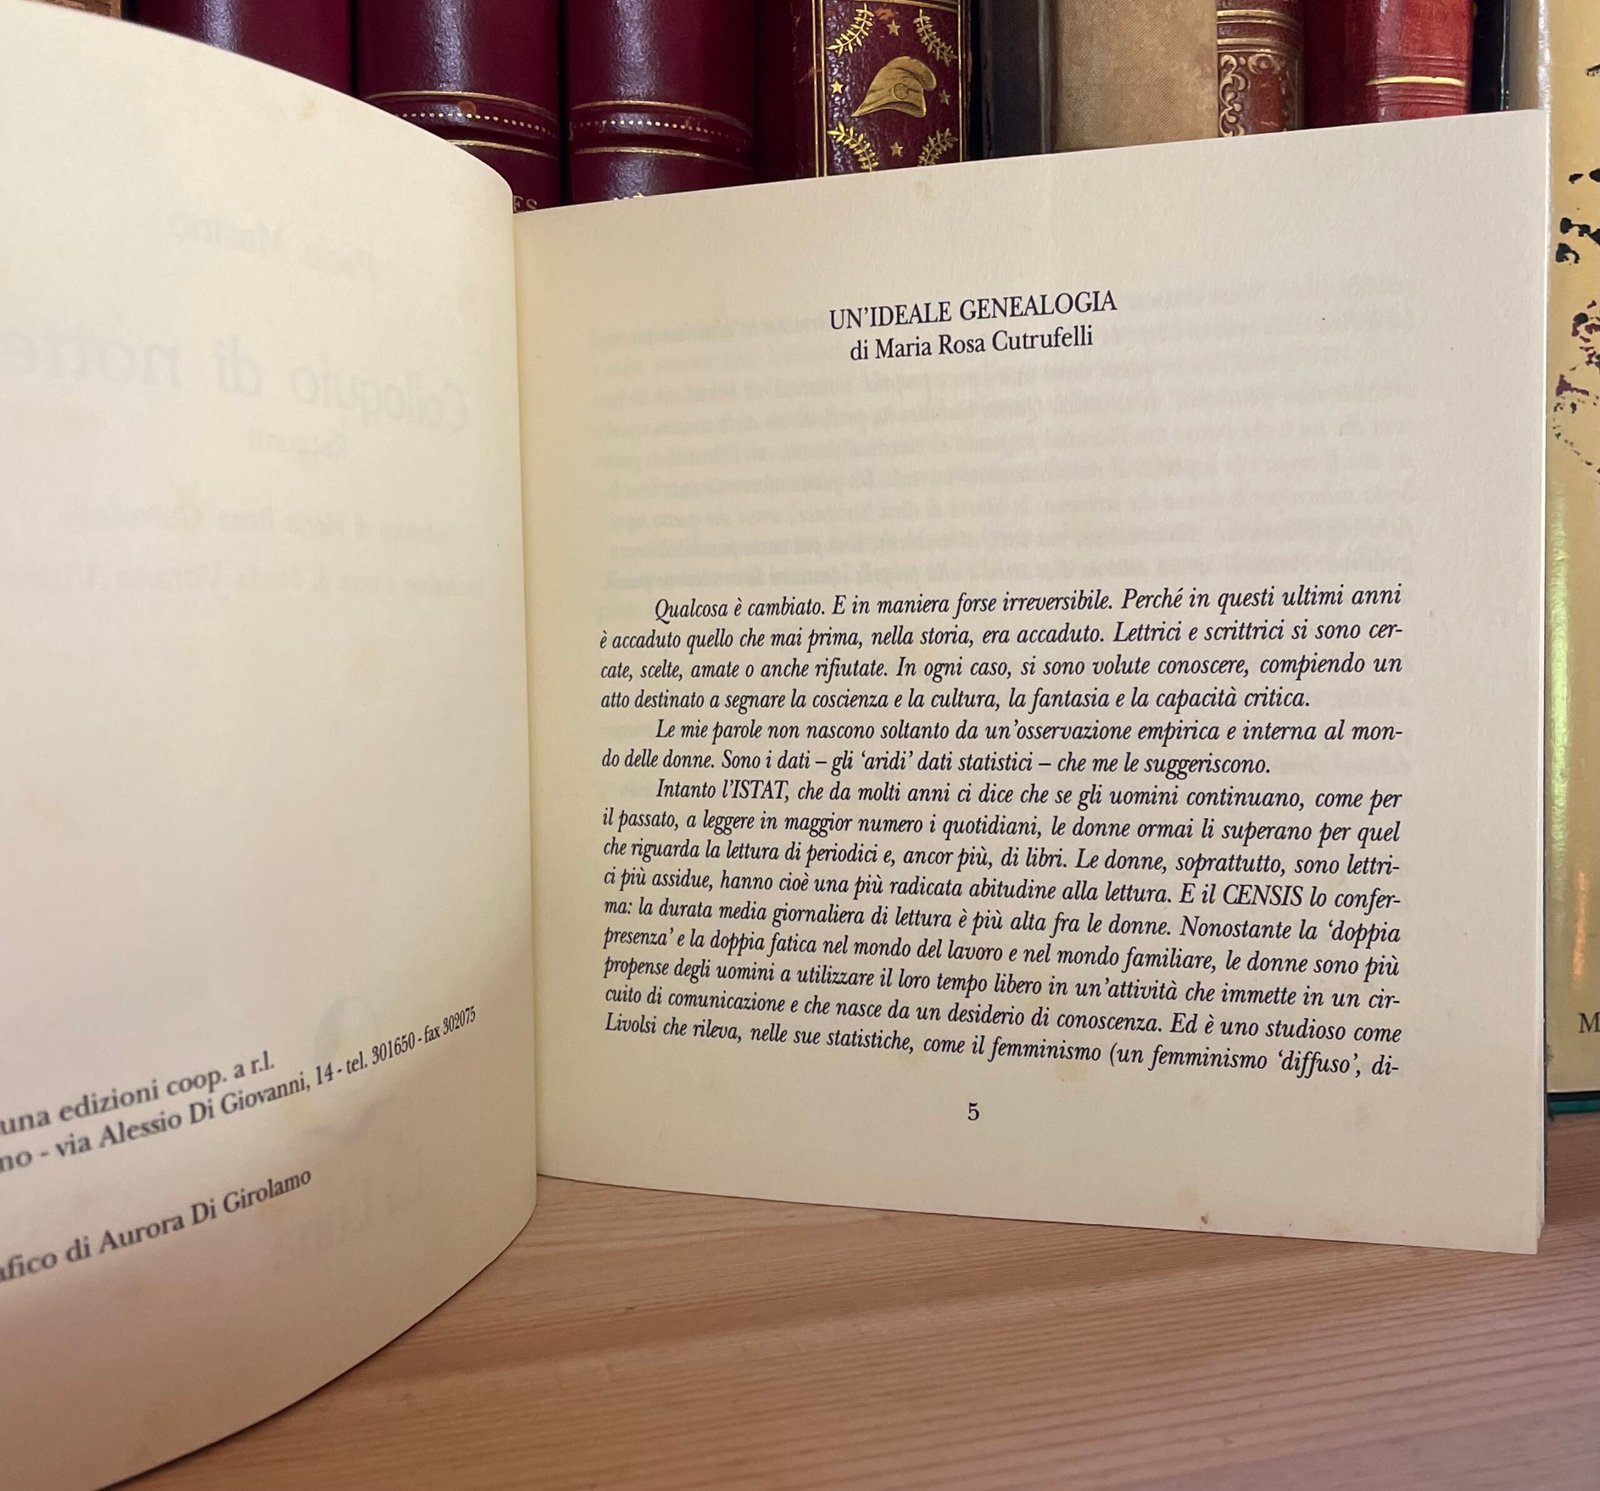 una edizioni coop. a r.l.
no - via Alessio Di Giovanni, 14 - tel. 301650 - fax 302075
afico di Aurora Di Girolamo
UN'IDEALE GENEALOGIA
di Maria Rosa Cutrufelli
Qualcosa è cambiato. E in maniera forse irreversibile. Perché in questi ultimi anni
è accaduto quello che mai prima, nella storia, era accaduto. Lettrici e scrittrici si sono cer-
cate, scelte, amate o anche rifiutate. In ogni caso, si sono volute conoscere, compiendo un
atto destinato a segnare la coscienza e la cultura, la fantasia e la capacità critica.
Le mie parole non nascono soltanto da un'osservazione empirica e interna al mon-
do delle donne. Sono i dati – gli 'aridi' dati statistici – che me le suggeriscono.
Intanto l'ISTAT, che da molti anni ci dice che se gli uomini continuano, come per
il passato, a leggere in maggior numero i quotidiani, le donne ormai li superano per quel
che riguarda la lettura di periodici e, ancor più, di libri. Le donne, soprattutto, sono lettri-
ci più assidue, hanno cioè una più radicata abitudine alla lettura. E il CENSIS lo confer-
ma: la durata media giornaliera di lettura è più alta fra le donne. Nonostante la 'doppia
presenza' e la doppia fatica nel mondo del lavoro e nel mondo familiare, le donne sono più
propense degli uomini a utilizzare il loro tempo libero in un'attività che immette in un cir-
cuito di comunicazione e che nasce da un desiderio di conoscenza. Ed è uno studioso come
Livolsi che rileva, nelle sue statistiche, come il femminismo (un femminismo 'diffuso', di-
5